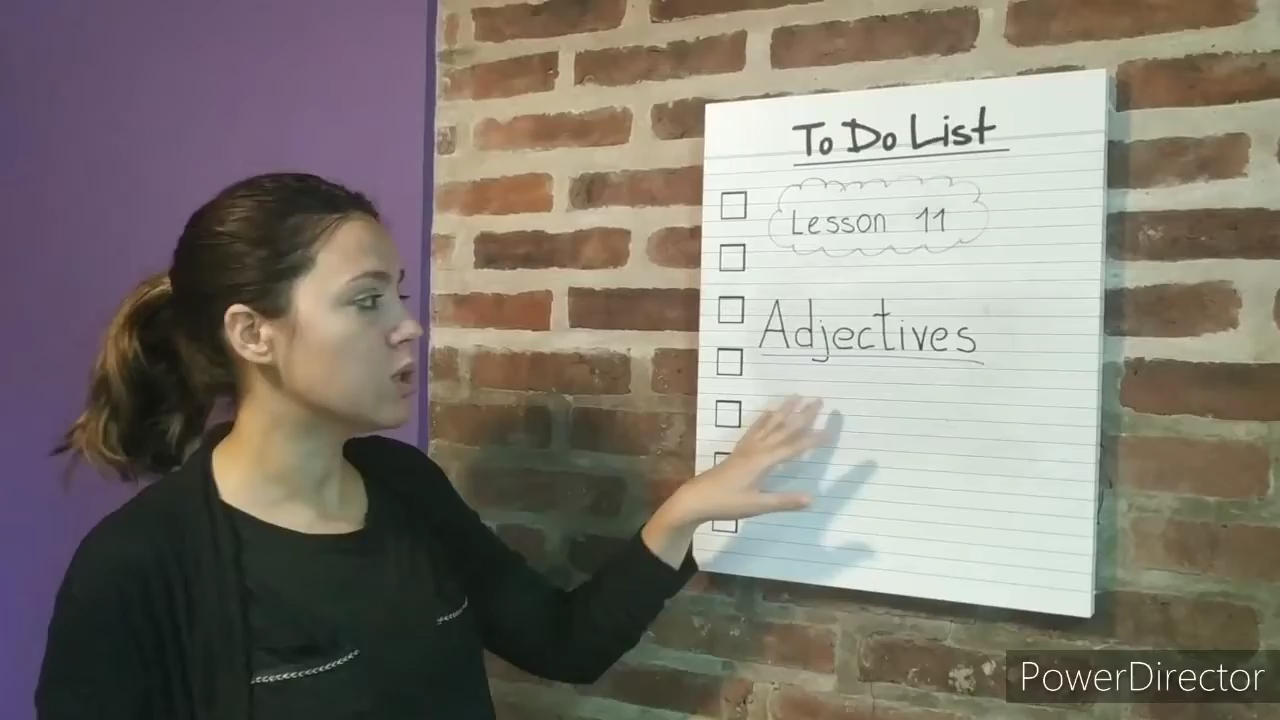 To Do List
Lesson 11
Adjectives
PowerDirector